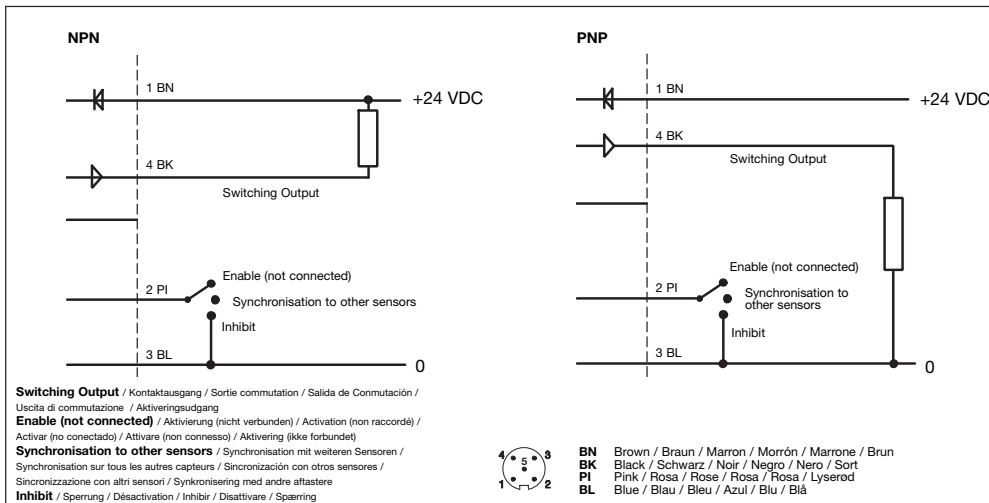 NPN
1 BN
+24 VDC
4 BK
Switching Output
Enable (not connected)
2 PI
Synchronisation to other sensors
Inhibit
3 BL
0
PNP
1 BN
+24 VDC
4 BK
Switching Output
Enable (not connected)
2 PI
Synchronisation to
other sensors
Inhibit
3 BL
0
Switching Output / Kontaktausgang / Sortie commutation / Salida de Conmutación /
Uscita di commutazione / Aktiveringsudgang
Enable (not connected) / Aktivierung (nicht verbunden) / Activation (non raccordé) /
Activar (no conectado) / Attivare (non connesso) / Aktivering (ikke forbundet)
Synchronisation to other sensors / Synchronisation mit weiteren Sensoren /
Synchronisation sur tous les autres capteurs / Sincronización con otros sensores /
Sincronizzazione con altri sensori / Synkronisering med andre aftastere
Inhibit / Sperrung / Désactivation / Inhibir / Disattivare / Spærring
4 5 3
1 2
BN Brown / Braun / Marron / Morrón / Marrone / Brun
BK Black / Schwarz / Noir / Negro / Nero / Sort
PI Pink / Rosa / Rose / Rosa / Rosa / Lyserød
BL Blue / Blau / Bleu / Azul / Blu / Blå